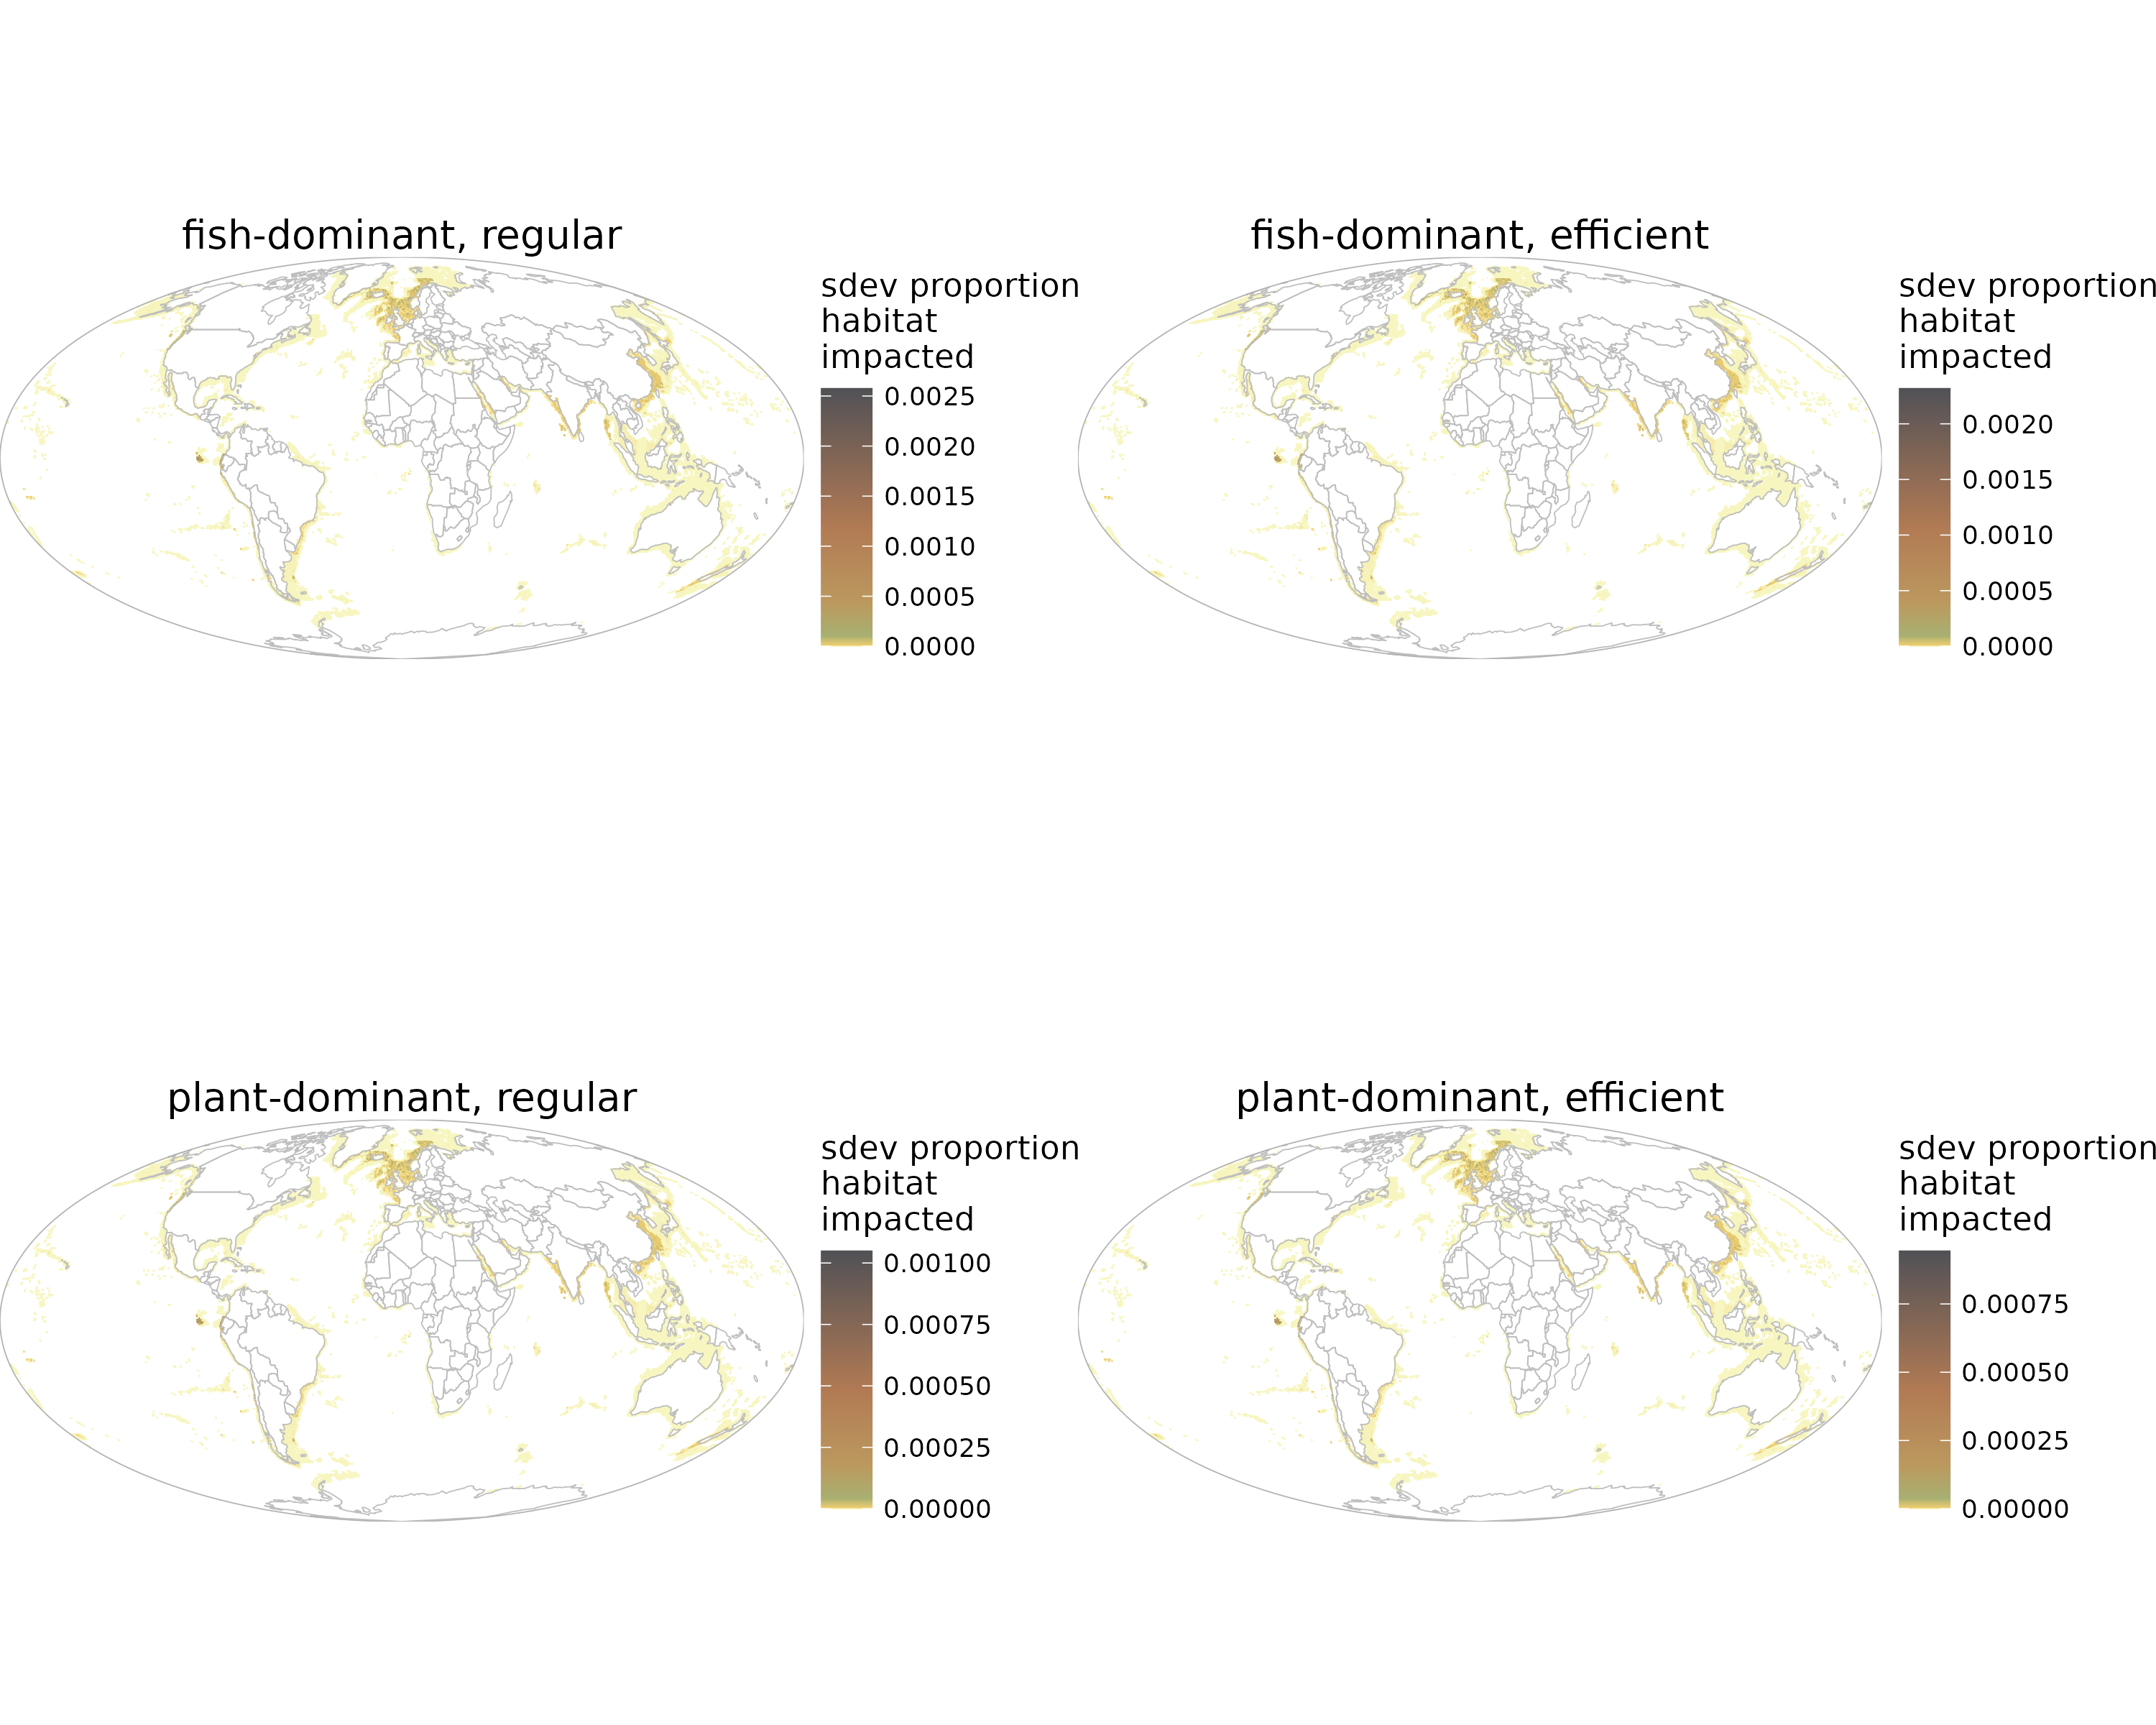 fish-dominant, regular
sdev proportion
habitat
impacted
0.0025
0.0020
0.0015
0.0010
0.0005
0.0000
fish-dominant, efficient
sdev proportion
habitat
impacted
0.0020
0.0015
0.0010
0.0005
0.0000
plant-dominant, regular
sdev proportion
habitat
impacted
0.00100
0.00075
0.00050
0.00025
0.00000
plant-dominant, efficient
sdev proportion
habitat
impacted
0.00075
0.00050
0.00025
0.00000